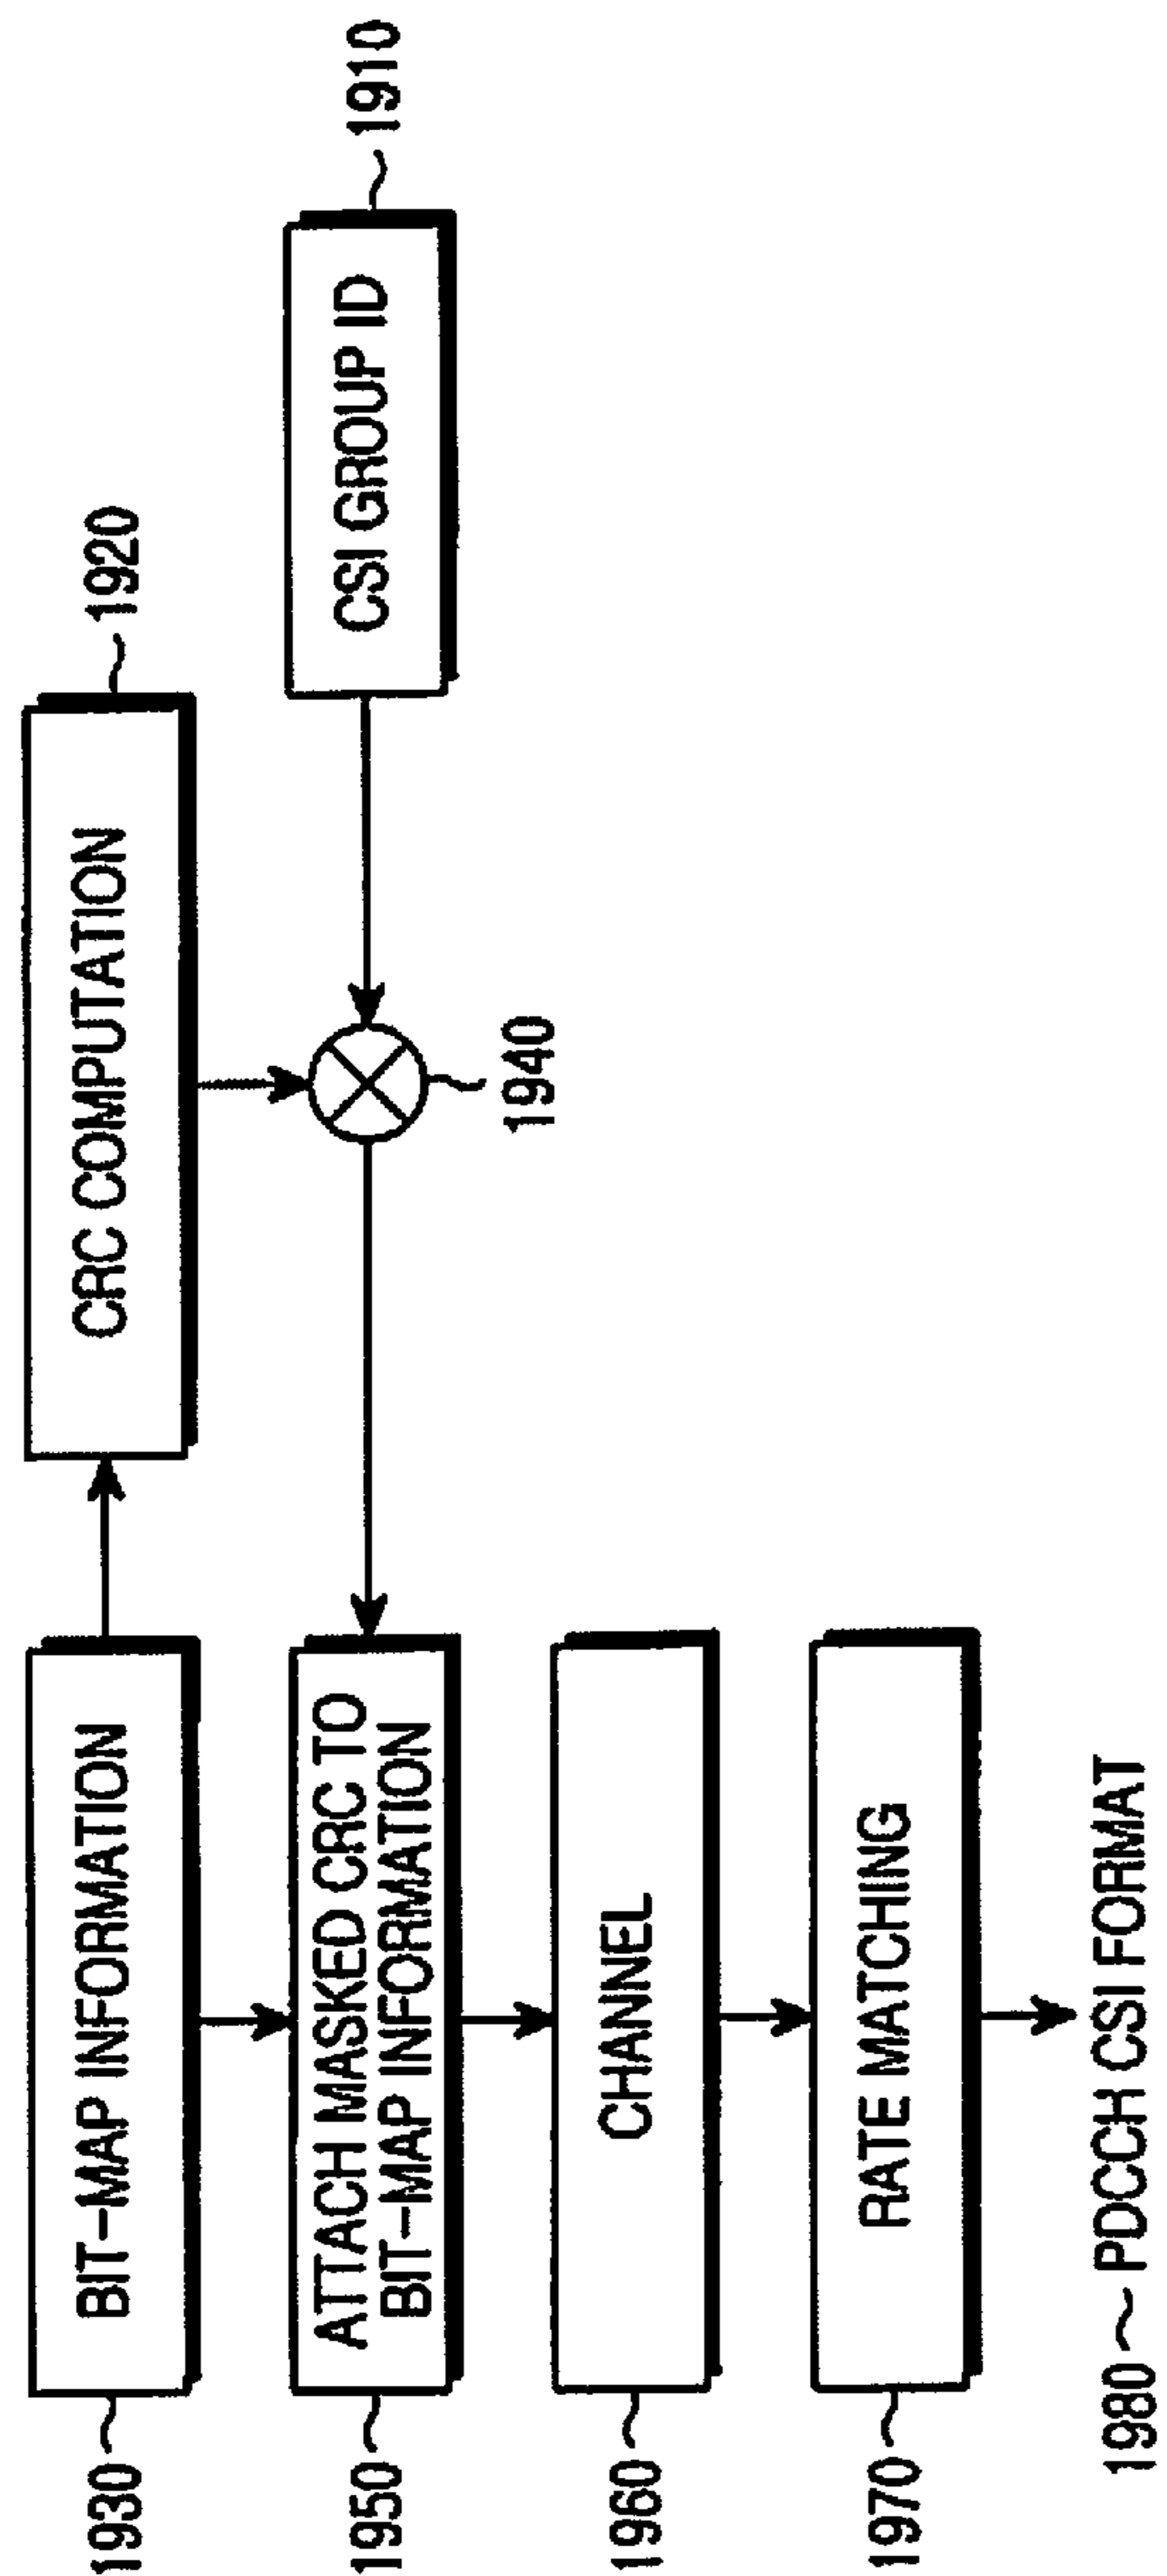 1930
BIT-MAP INFORMATION
CRC COMPUTATION
1920
1950
ATTACH MASKED CRC TO
BIT-MAP INFORMATION
1940
CSI GROUP ID
1910
1960
CHANNEL
1970
RATE MATCHING
1980
PDCCH CSI FORMAT